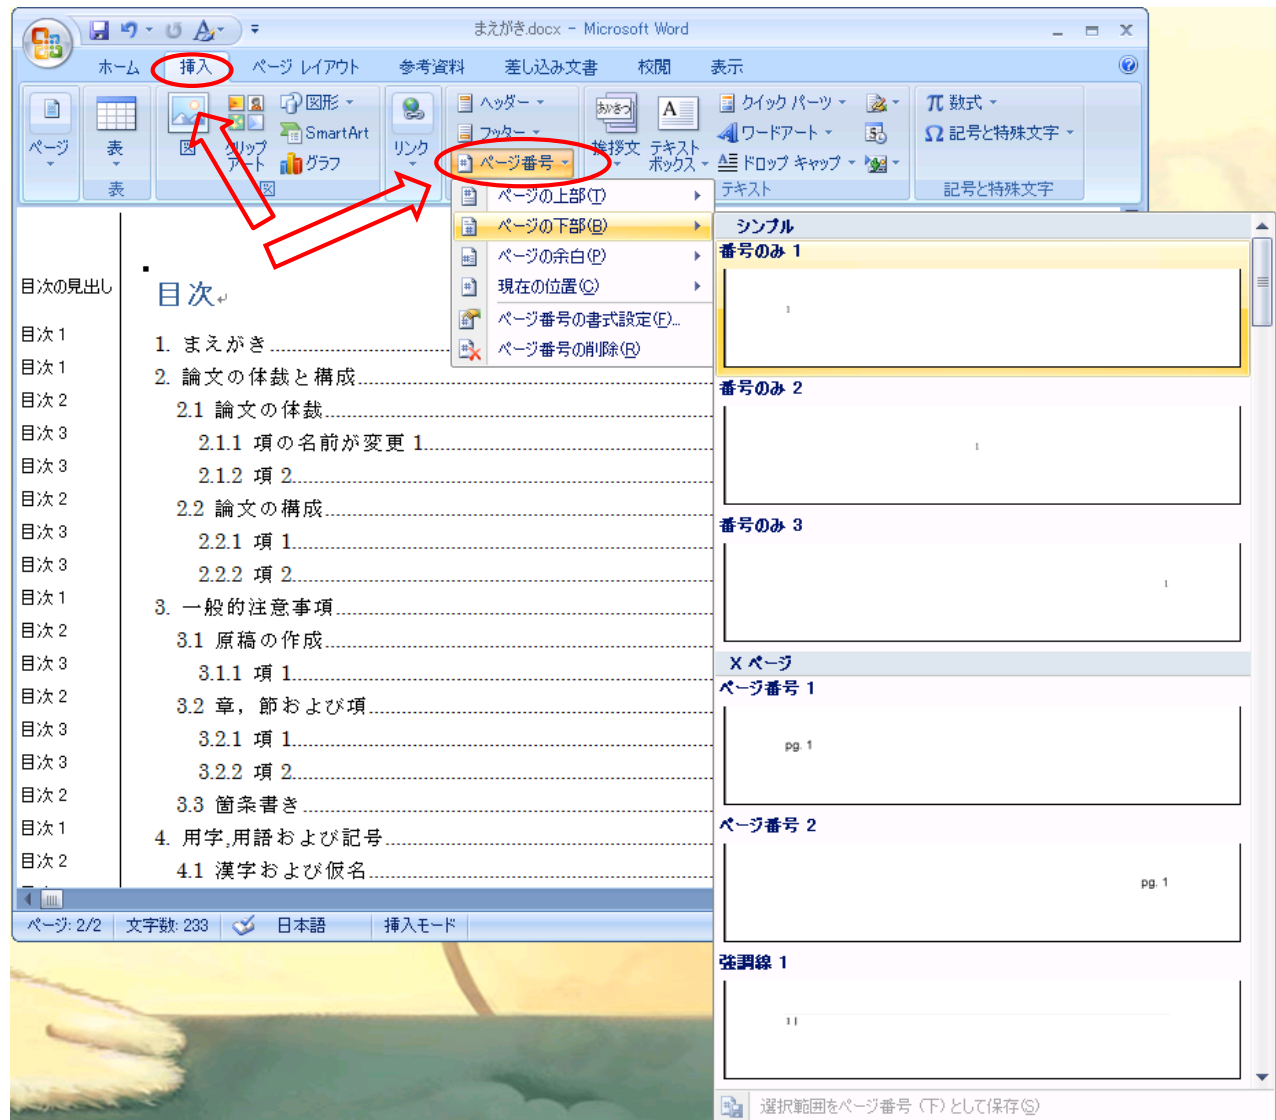 まえがき.docx - Microsoft Word
ホーム 挿入 ページ レイアウト 参考資料 差し込み文書 校閲 表示
ページ
表
表
図
クリップ
アート
図形
SmartArt
グラフ
図
リンク
ヘッダー
フッター
ページ番号
挨拶文
テキスト
ボックス
クイック パーツ
ワードアート
ドロップ キャップ
テキスト
π 数式
Ω 記号と特殊文字
記号と特殊文字
ページの上部(T)
ページの下部(B)
ページの余白(P)
現在の位置(C)
ページ番号の書式設定(F)...
ページ番号の削除(R)
目次の見出し 目次
目次 1 1. まえがき
目次 1 2. 論文の体裁と構成
目次 2 2.1 論文の体裁
目次 3 2.1.1 項の名前が変更 1
目次 3 2.1.2 項 2
目次 2 2.2 論文の構成
目次 3 2.2.1 項 1
目次 3 2.2.2 項 2
目次 1 3. 一般的注意事項
目次 2 3.1 原稿の作成
目次 3 3.1.1 項 1
目次 2 3.2 章，節および項
目次 3 3.2.1 項 1
目次 3 3.2.2 項 2
目次 2 3.3 箇条書き
目次 1 4. 用字,用語および記号
目次 2 4.1 漢字および仮名
ページ: 2/2 文字数: 233 日本語 挿入モード
シンプル
番号のみ 1
1
番号のみ 2
1
番号のみ 3
1
X ページ
ページ番号 1
pg. 1
ページ番号 2
pg. 1
強調線 1
1 |
選択範囲をページ番号 (下) として保存(S)